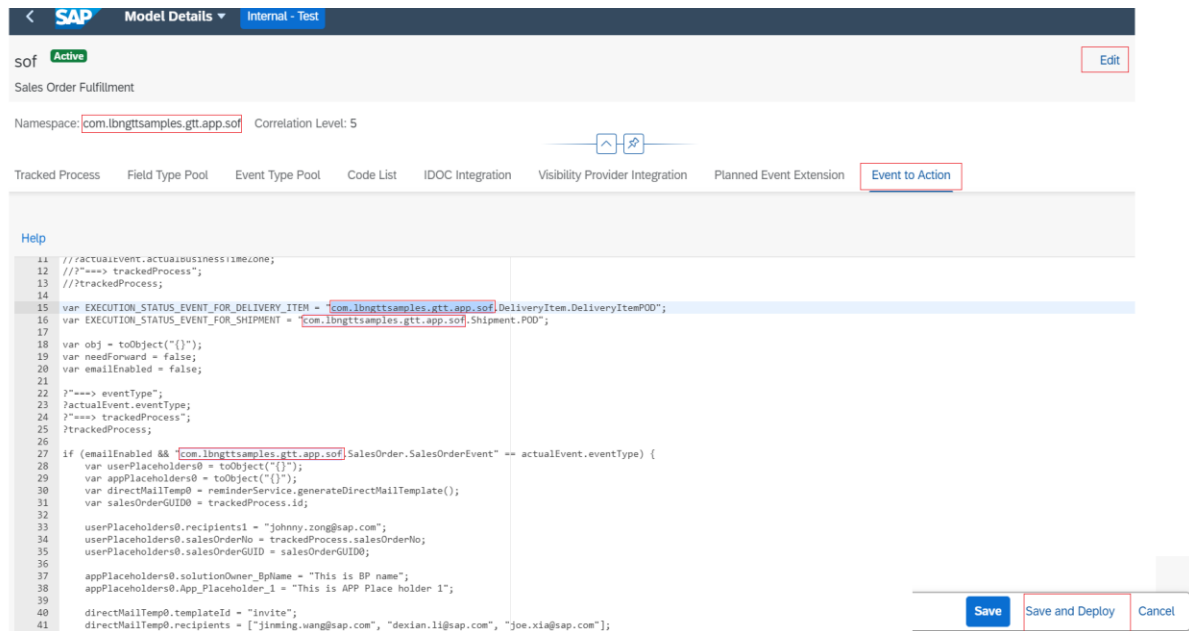 < SAP Model Details ▼ Internal - Test
sof Active
Edit
Sales Order Fulfillment
Namespace: com.lbngttsamples.gtt.app.sof Correlation Level: 5
Tracked Process Field Type Pool Event Type Pool Code List IDOC Integration Visibility Provider Integration Planned Event Extension Event to Action
Help
11 //?actualEvent.actualBusinessTimeZone;
12 //?"===> trackedProcess";
13 //?trackedProcess;
14
15 var EXECUTION_STATUS_EVENT_FOR_DELIVERY_ITEM = "com.lbngttsamples.gtt.app.sof.DeliveryItem.DeliveryItemPOD";
16 var EXECUTION_STATUS_EVENT_FOR_SHIPMENT = "com.lbngttsamples.gtt.app.sof.Shipment.POD";
17
18 var obj = toObject("{}");
19 var needForward = false;
20 var emailEnabled = false;
21
22 ?"===> eventType";
23 ?actualEvent.eventType;
24 ?"===> trackedProcess";
25 ?trackedProcess;
26
27 if (emailEnabled && "com.lbngttsamples.gtt.app.sof.SalesOrder.SalesOrderEvent" == actualEvent.eventType) {
28 var userPlaceholders0 = toObject("{}");
29 var appPlaceholders0 = toObject("{}");
30 var directMailTemp0 = reminderService.generateDirectMailTemplate();
31 var salesOrderGUID0 = trackedProcess.id;
32
33 userPlaceholders0.recipients1 = "johnny.zong@sap.com";
34 userPlaceholders0.salesOrderNo = trackedProcess.salesOrderNo;
35 userPlaceholders0.salesOrderGUID = salesOrderGUID0;
36
37 appPlaceholders0.solutionOwner_BpName = "This is BP name";
38 appPlaceholders0.App_Placeholder_1 = "This is APP Place holder 1";
39
40 directMailTemp0.templateId = "invite";
41 directMailTemp0.recipients = ["jinming.wang@sap.com", "dexian.li@sap.com", "joe.xia@sap.com"];
Save Save and Deploy Cancel